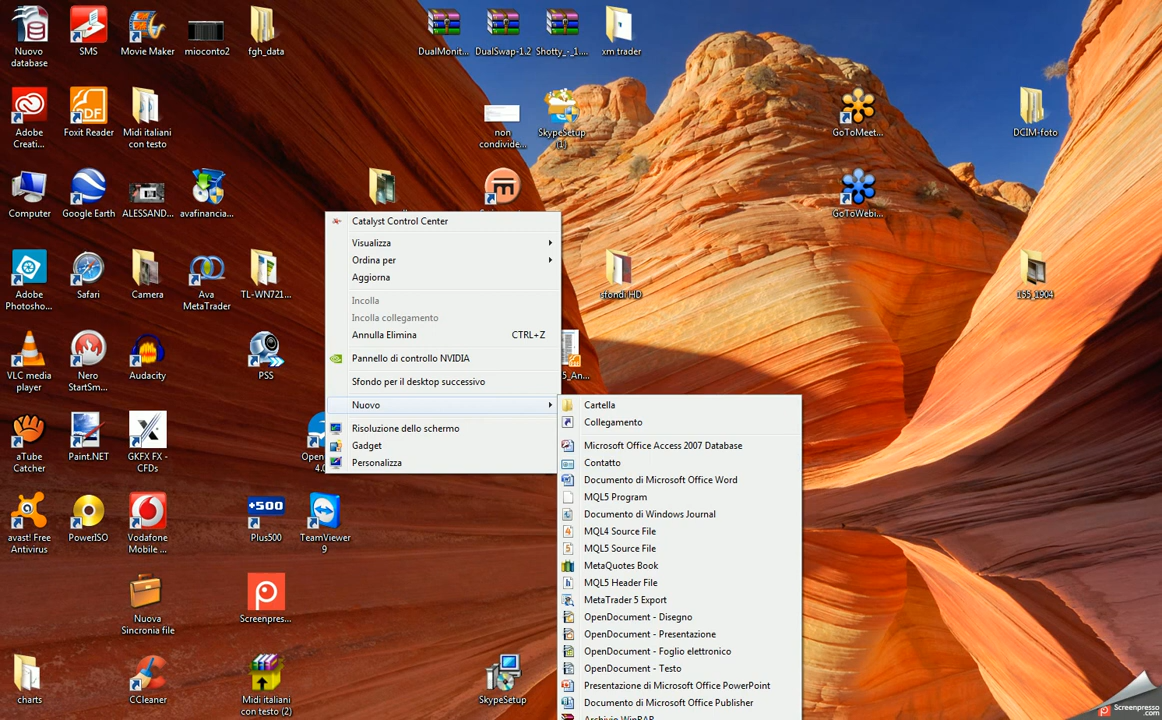 Nuovo
database
SMS
Movie Maker
mioconto2
fgh_data
DualMonit...
DualSwap-1.2
Shotty_-_1....
xm trader
Adobe
Creati...
Foxit Reader
Midi italiani
con testo
non
condivide...
SkypeSetup
(1)
GoToMeet...
DCIM-foto
Computer
Google Earth
ALESSAND...
avafinancia...
GoToWebi...
Adobe
Photosho...
Safari
Camera
Ava
MetaTrader
TL-WN721...
sfondi HD
VLC media
player
Nero
StartSm...
Audacity
PSS
5_An...
aTube
Catcher
Paint.NET
GKFX FX -
CFDs
Open
4.0
avast! Free
Antivirus
PowerISO
Vodafone
Mobile ...
+500
Plus500
TeamViewer
9
Nuova
Sincronia file
Screenpres...
charts
CCleaner
Midi italiani
con testo (2)
SkypeSetup
Catalyst Control Center
Visualizza
Ordina per
Aggiorna
Incolla
Incolla collegamento
Annulla Elimina CTRL+Z
Pannello di controllo NVIDIA
Sfondo per il desktop successivo
Nuovo
Risoluzione dello schermo
Gadget
Personalizza
Cartella
Collegamento
Microsoft Office Access 2007 Database
Contatto
Documento di Microsoft Office Word
MQL5 Program
Documento di Windows Journal
MQL4 Source File
MQL5 Source File
MetaQuotes Book
MQL5 Header File
MetaTrader 5 Export
OpenDocument - Disegno
OpenDocument - Presentazione
OpenDocument - Foglio elettronico
OpenDocument - Testo
Presentazione di Microsoft Office PowerPoint
Documento di Microsoft Office Publisher
Archivio WinRAR
Screenpresso
.com